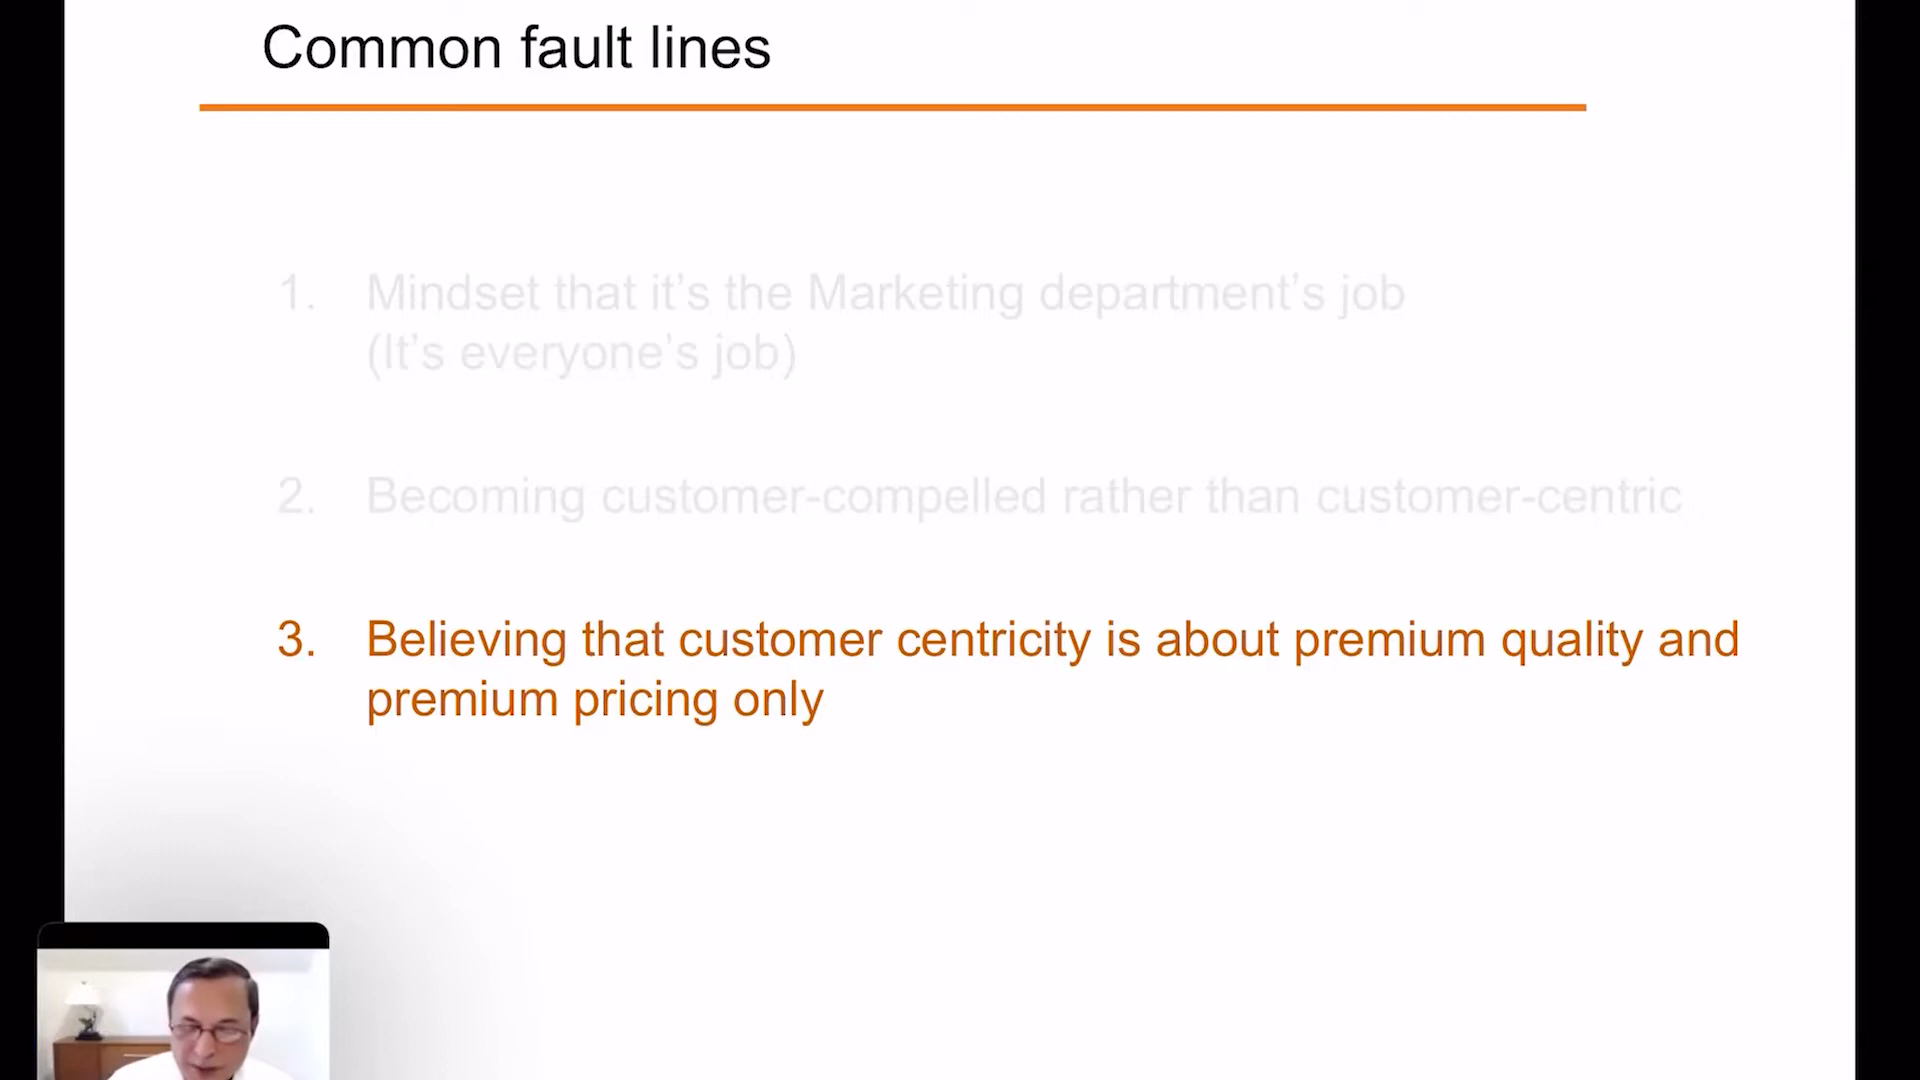 Common fault lines
1. Mindset that it’s the Marketing department’s job
(It’s everyone’s job)
2. Becoming customer-compelled rather than customer-centric
3. Believing that customer centricity is about premium quality and
premium pricing only